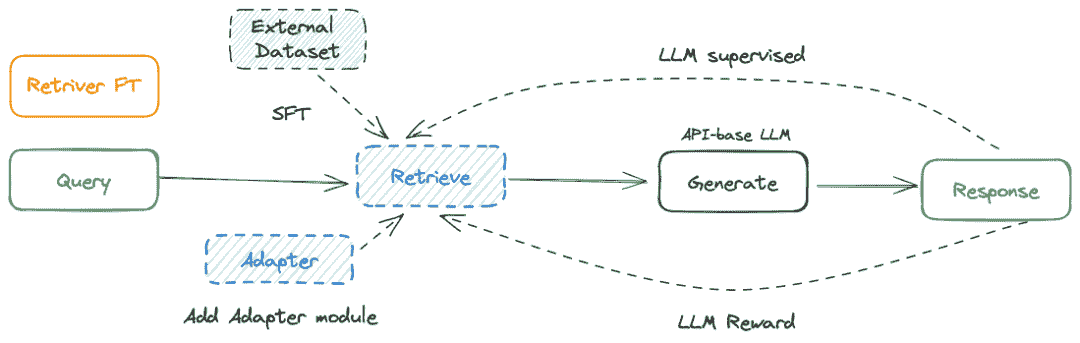 External
Dataset
LLM supervised
Retriver FT
SFT
API-base LLM
Query
Retrieve
Generate
Response
Adapter
Add Adapter module
LLM Reward